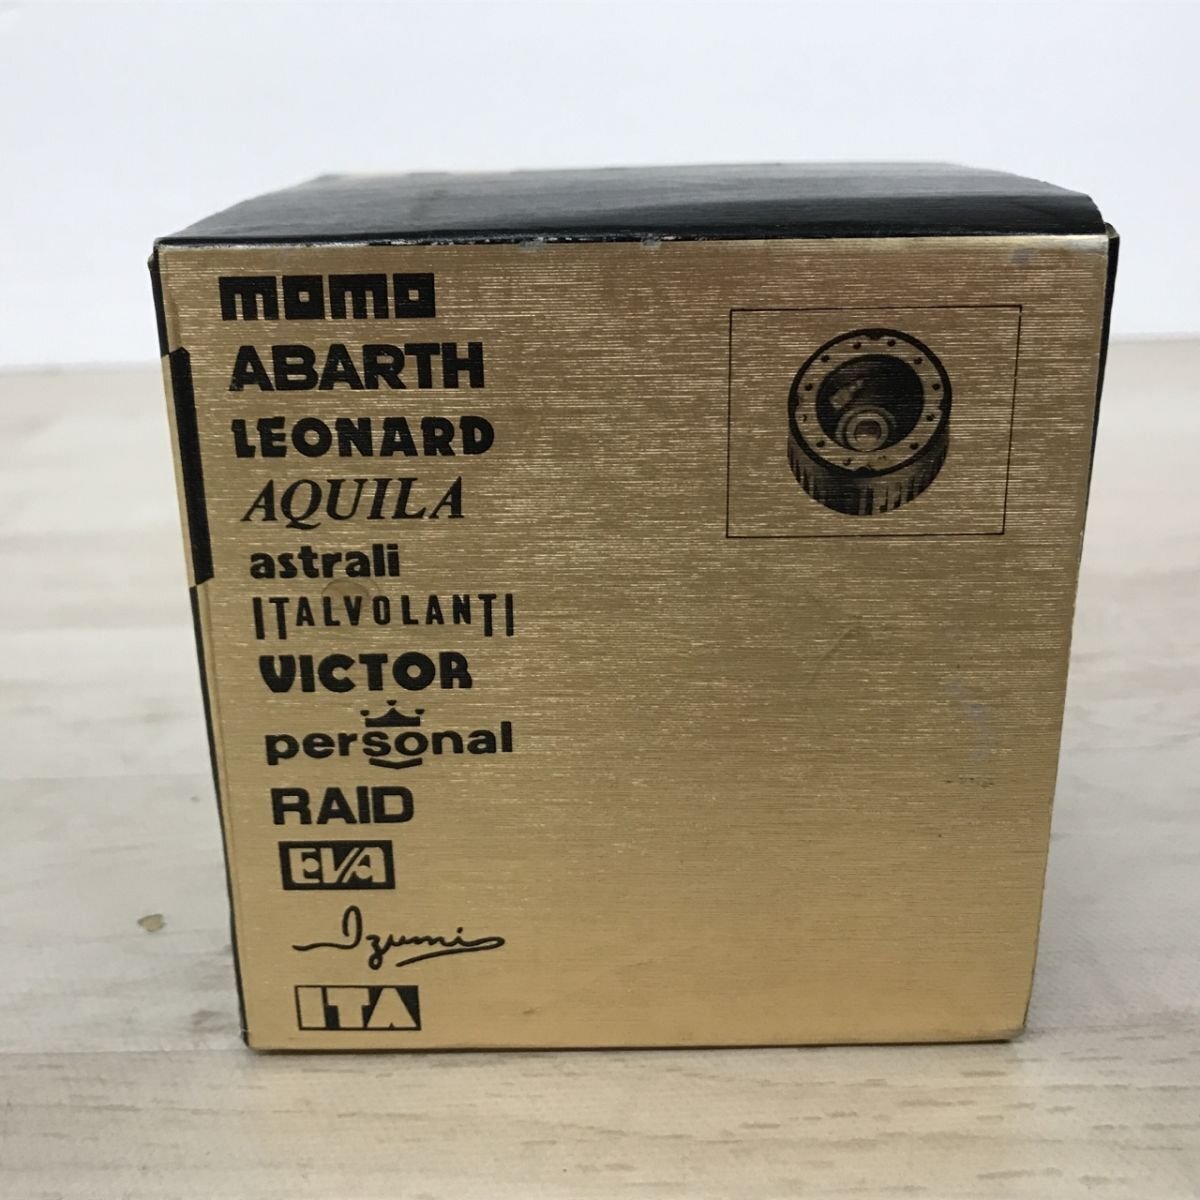 momo
ABARTH
LEONARD
AQUILA
astrali
ITALVOLANTI
VICTOR
personal
RAID
EVA
Izumi
ITA